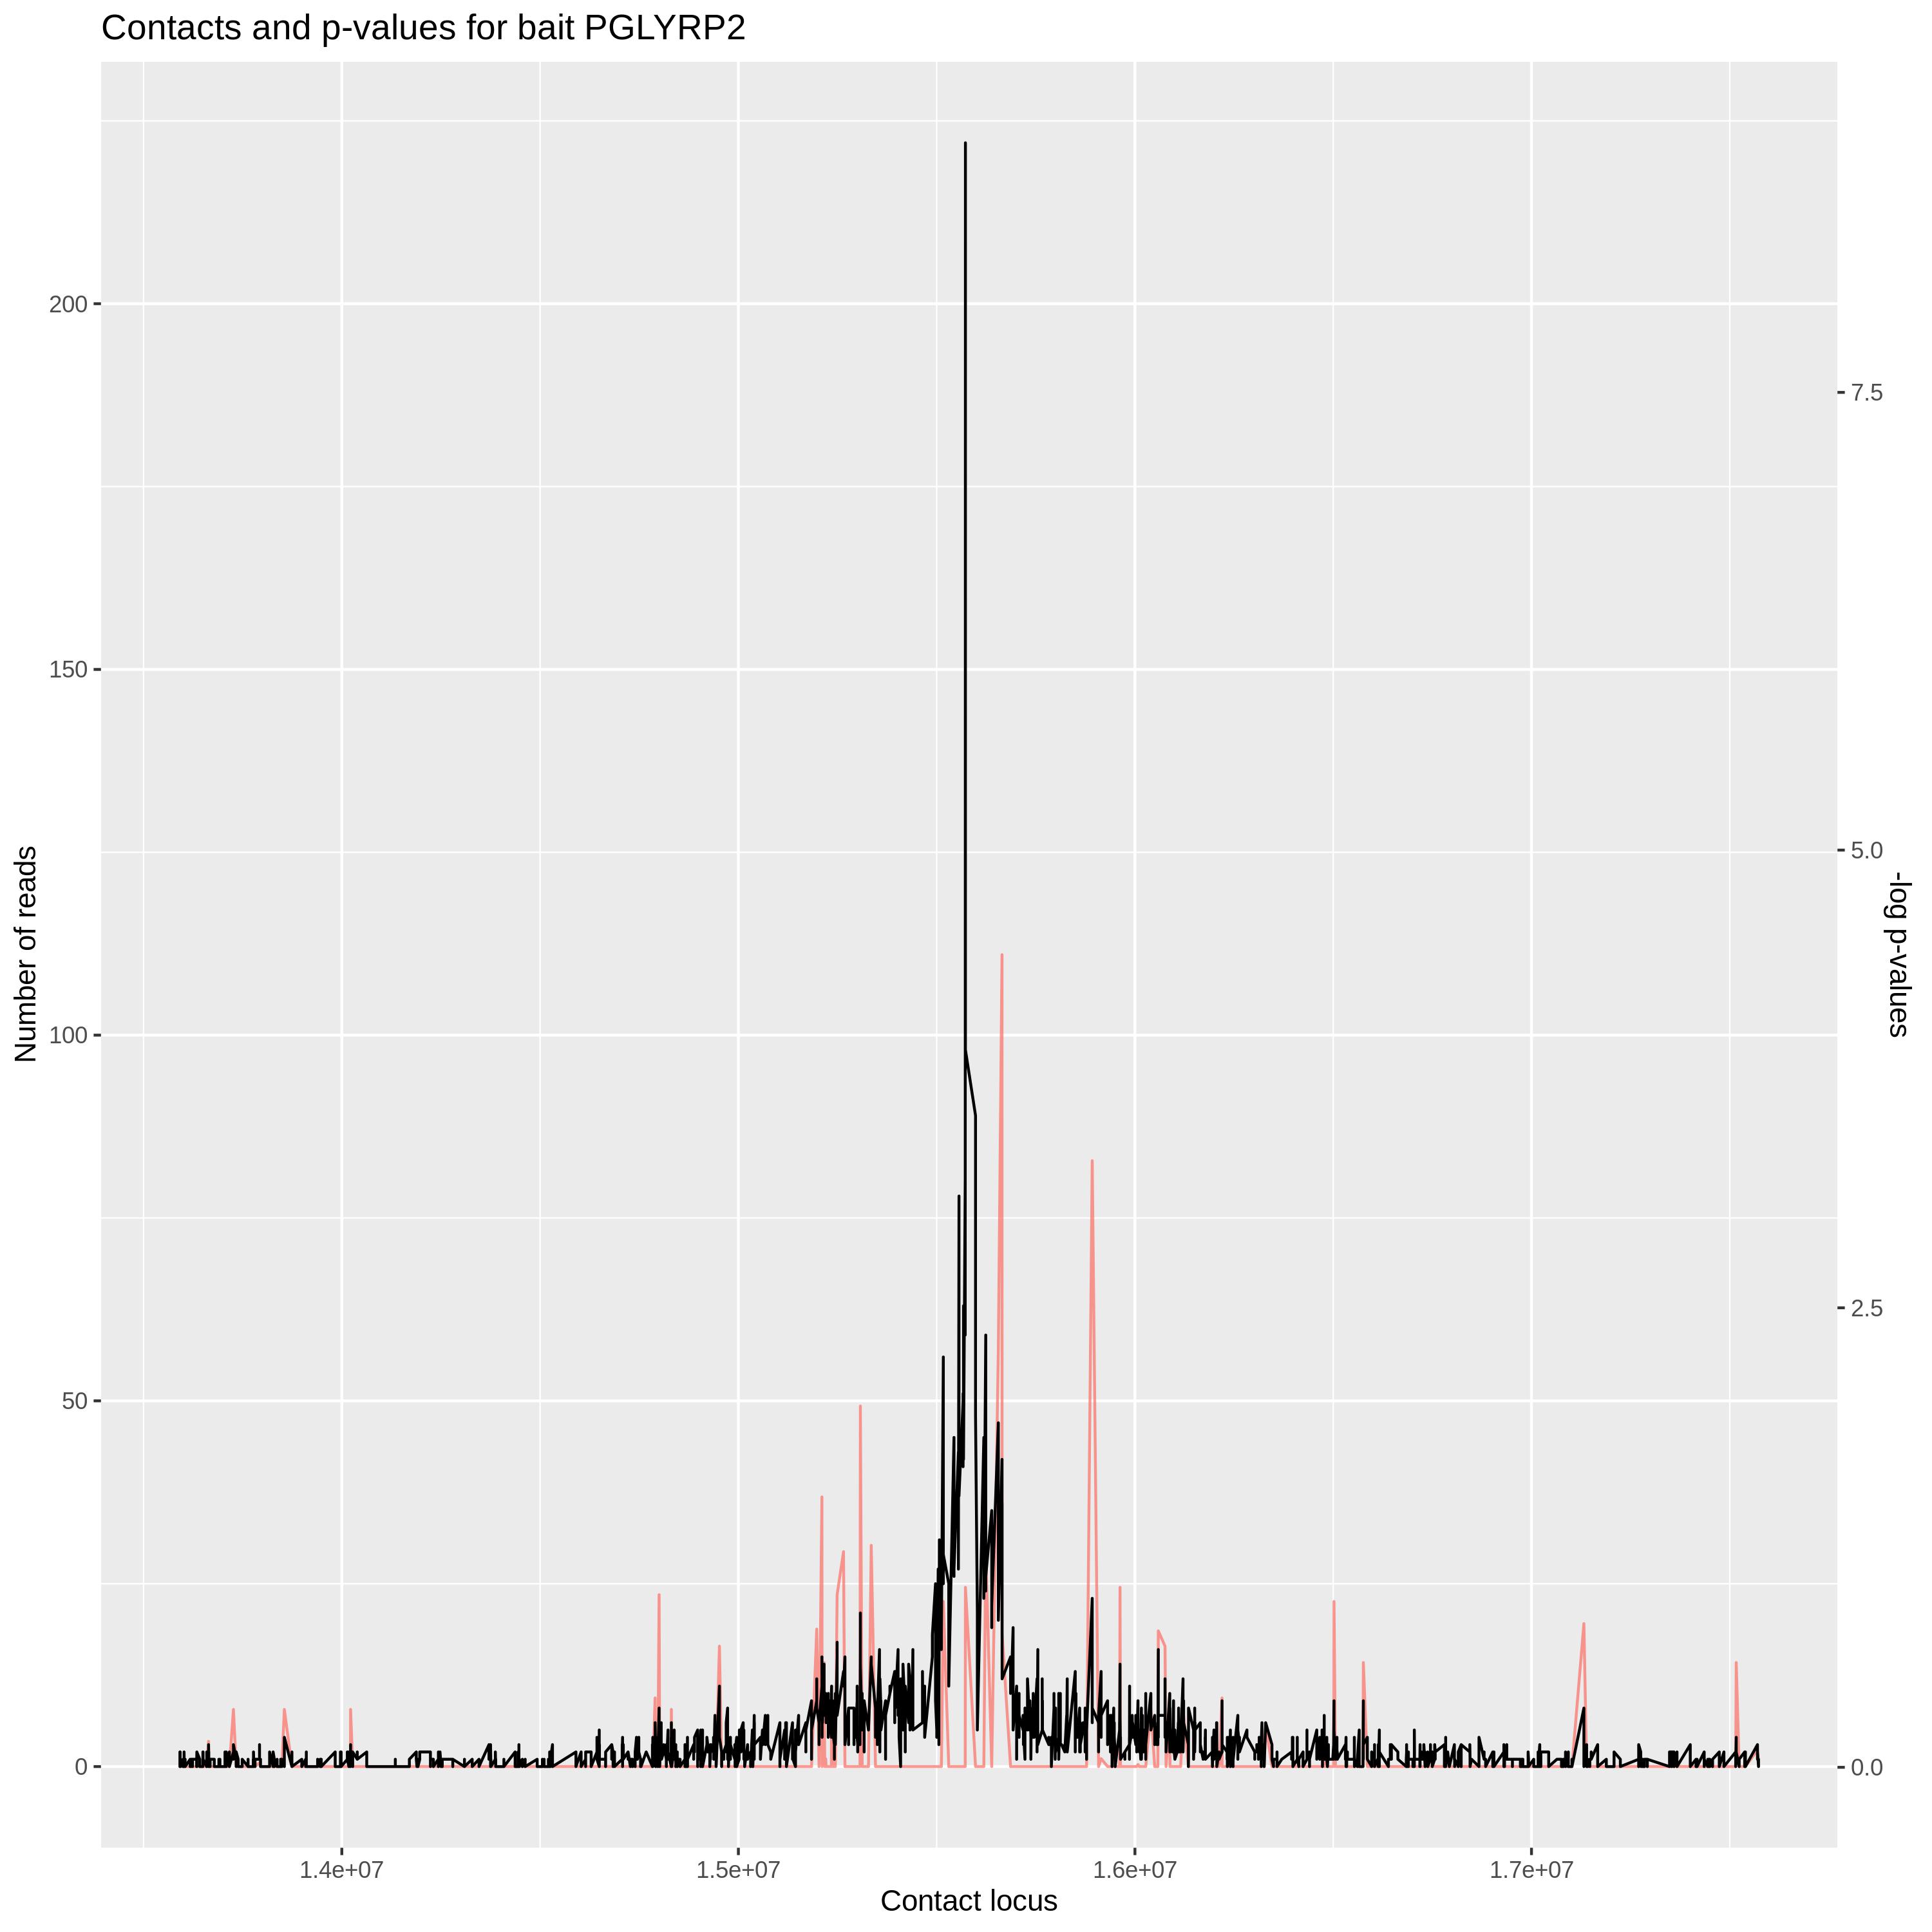 Contacts and p-values for bait PGLYRP2
200
150
100
50
0
Number of reads
7.5
5.0
2.5
0.0
-log p-values
1.4e+07 1.5e+07 1.6e+07 1.7e+07
Contact locus